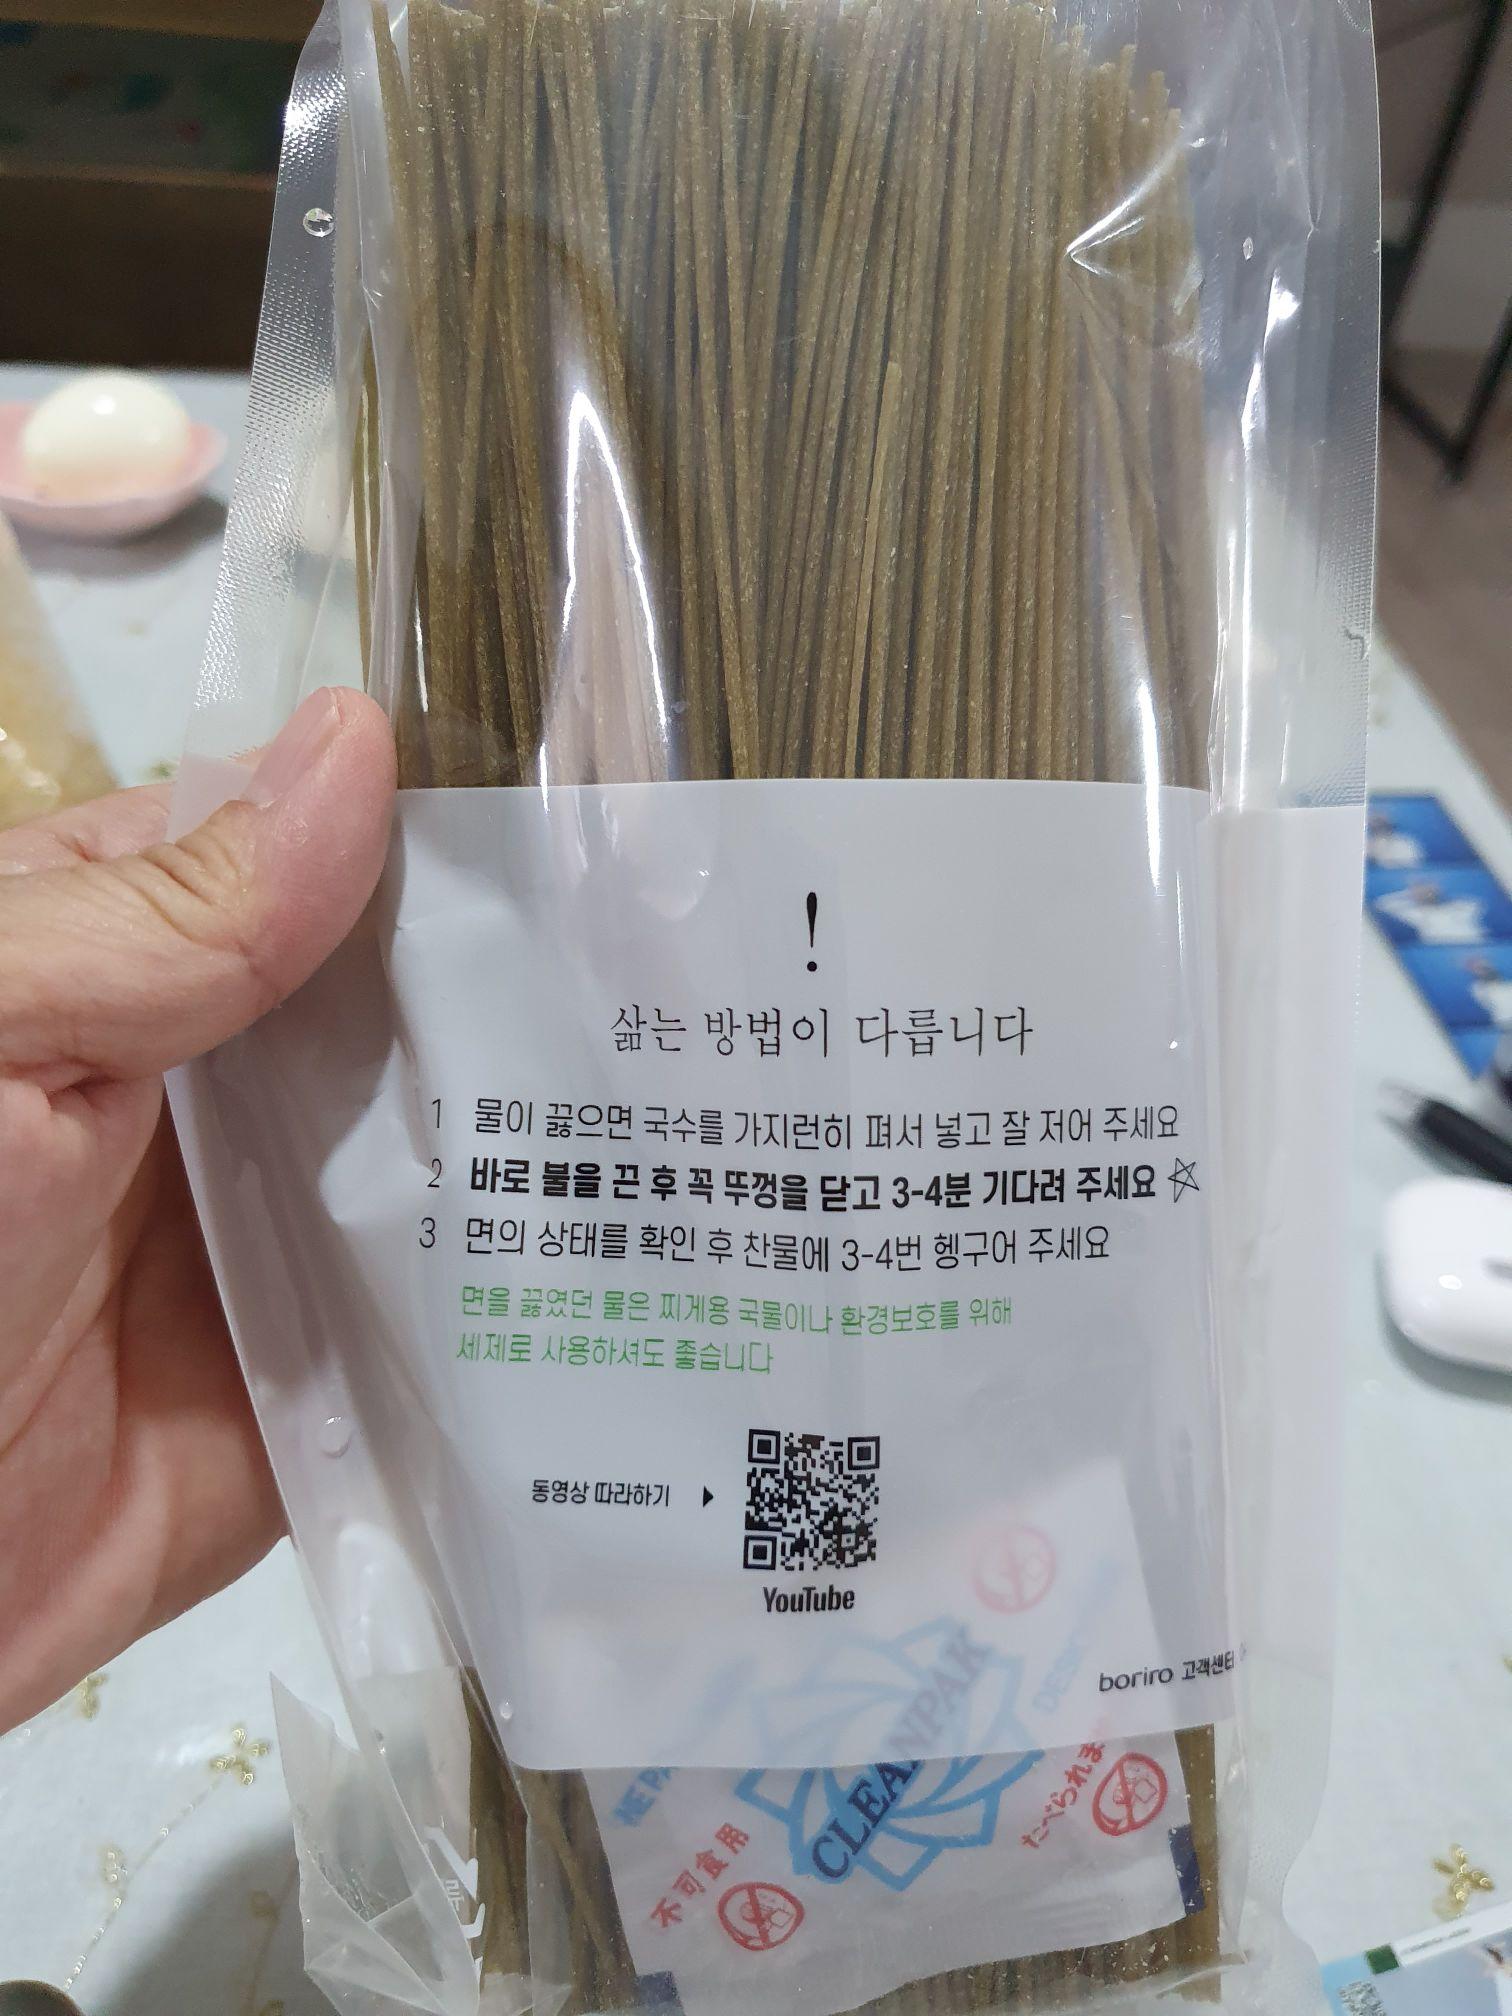 !
삶는 방법이 다릅니다
1 물이 끓으면 국수를 가지런히 펴서 넣고 잘 저어 주세요
2 바로 불을 끈 후 꼭 뚜껑을 닫고 3-4분 기다려 주세요 ☆
3 면의 상태를 확인 후 찬물에 3-4번 헹구어 주세요
면을 끓였던 물은 찌게용 국물이나 환경보호를 위해
세제로 사용하셔도 좋습니다
동영상 따라하기 ▶
YouTube
boriro 고객센터
CLEANPAK
不可食用
たべられませ